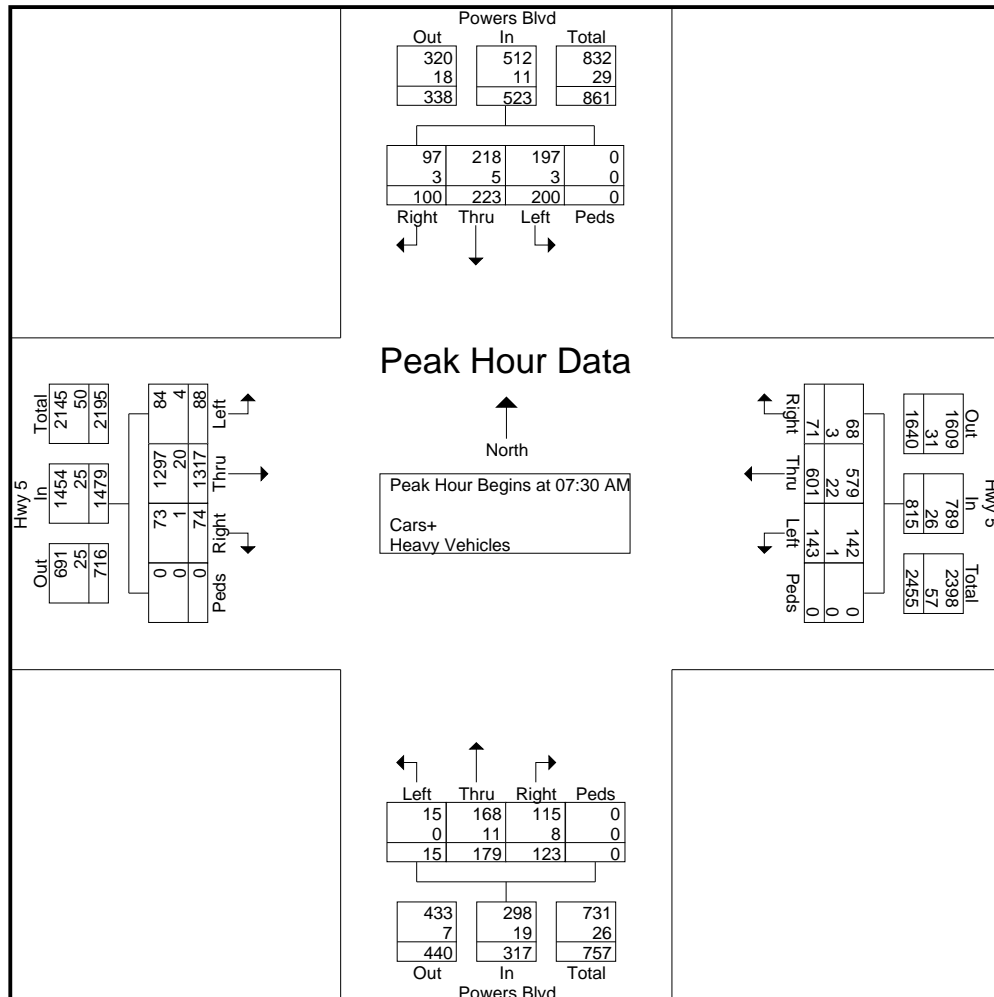 Powers Blvd
Out In Total
320 512 832
18 11 29
338 523 861
97 218 197 0
3 5 3 0
100 223 200 0
Right Thru Left Peds
Hwy 5
Total In Out
2145 1454 691
50 25 25
2195 1479 716
84 1297 73 0
4 20 1 0
88 1317 74 0
Left Thru Right Peds
Peak Hour Data
North
Peak Hour Begins at 07:30 AM
Cars+
Heavy Vehicles
Right Thru Left Peds
71 601 143 0
3 22 1 0
68 579 142 0
Out In Total
1609 789 2398
31 26 57
1640 815 2455
Hwy 5
Left Thru Right Peds
15 168 115 0
0 11 8 0
15 179 123 0
433 298 731
7 19 26
440 317 757
Out In Total
Powers Blvd